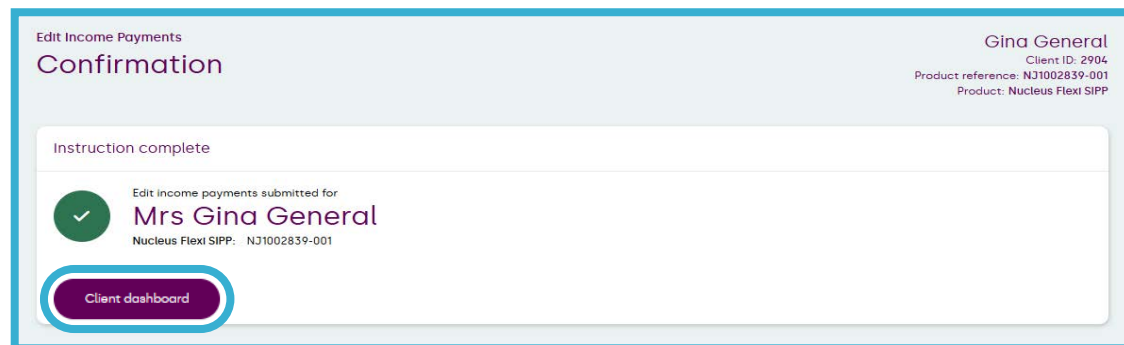 Edit Income Payments
Confirmation
Gina General
Client ID: 2904
Product reference: NJ1002839-001
Product: Nucleus Flexi SIPP
Instruction complete
Edit income payments submitted for
Mrs Gina General
Nucleus Flexi SIPP: NJ1002839-001
Client dashboard